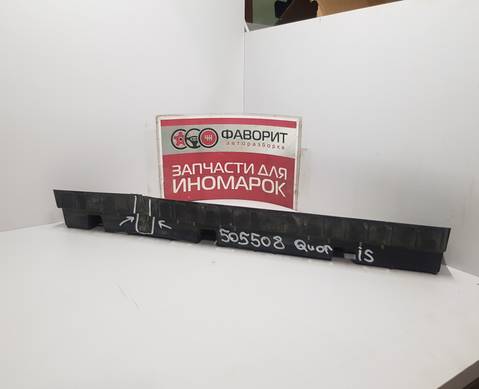 ФАВОРИТ
авторазборка
ЗАПЧАСТИ ДЛЯ
ИНОМАРОК
505508 Quor is